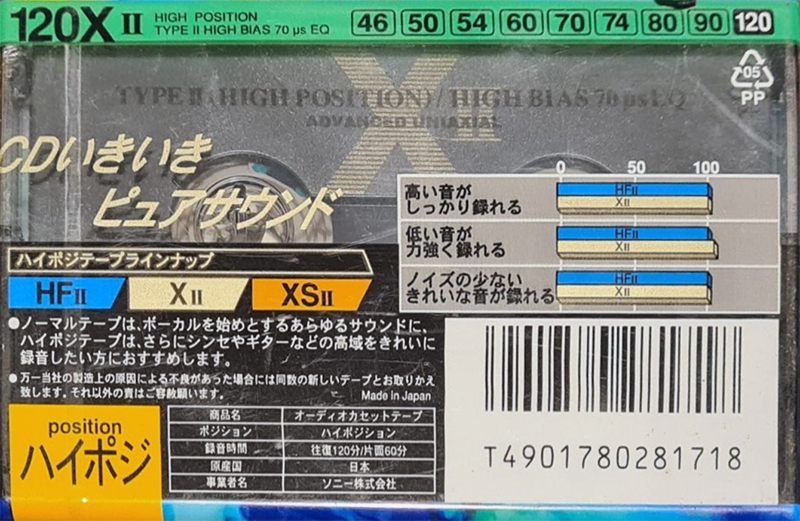 120X II HIGH POSITION
TYPE II HIGH BIAS 70 μs EQ
46 50 54 60 70 74 80 90 120
05
PP
X II
TYPE II (HIGH POSITION) / HIGH BIAS 70 μs EQ
ADVANCED UNIAXIAL
CDいきいき
ピュアサウンド
0 50 100
高い音が
しっかり録れる
HF II
X II
低い音が
力強く録れる
HF II
X II
ノイズの少ない
きれいな音が録れる
HF II
X II
ハイポジテープラインナップ
HF II X II XS II
●ノーマルテープは、ボーカルを始めとするあらゆるサウンドに、
ハイポジテープは、さらにシンセやギターなどの高域をきれいに
録音したい方におすすめします。
●万一当社の製造上の原因による不良があった場合には同数の新しいテープとお取りかえ
致します。それ以外の責はご容赦願います。 Made in Japan
position
ハイポジ
商品名 オーディオカセットテープ
ポジション ハイポジション
録音時間 往復120分/片面60分
原産国 日本
事業者名 ソニー株式会社
T4901780281718